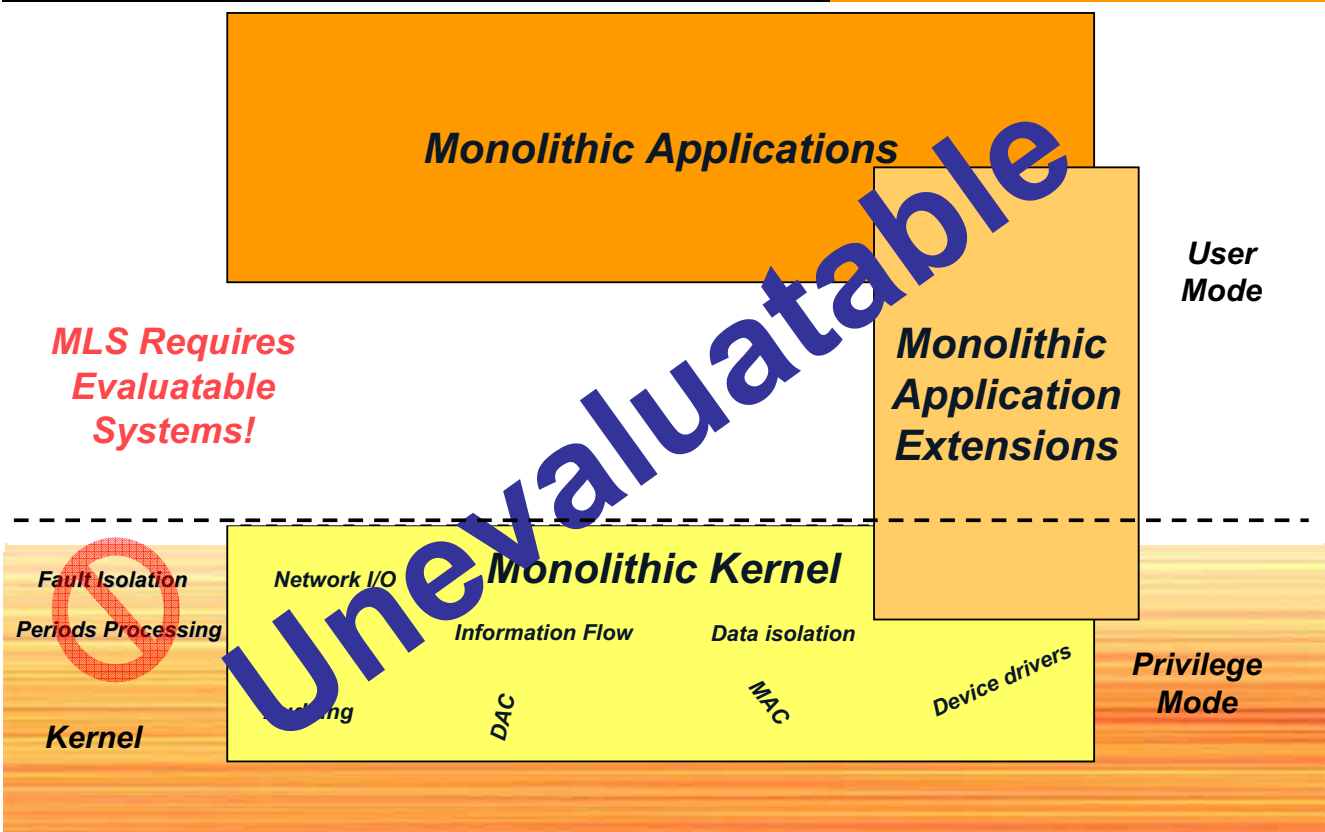 Monolithic Applications
User
Mode
MLS Requires
Evaluatable
Systems!
Monolithic
Application
Extensions
Unevaluatable
Fault Isolation
Periods Processing
Kernel
Monolithic Kernel
Network I/O
Information Flow
Data isolation
DAC
MAC
Device drivers
Privilege
Mode